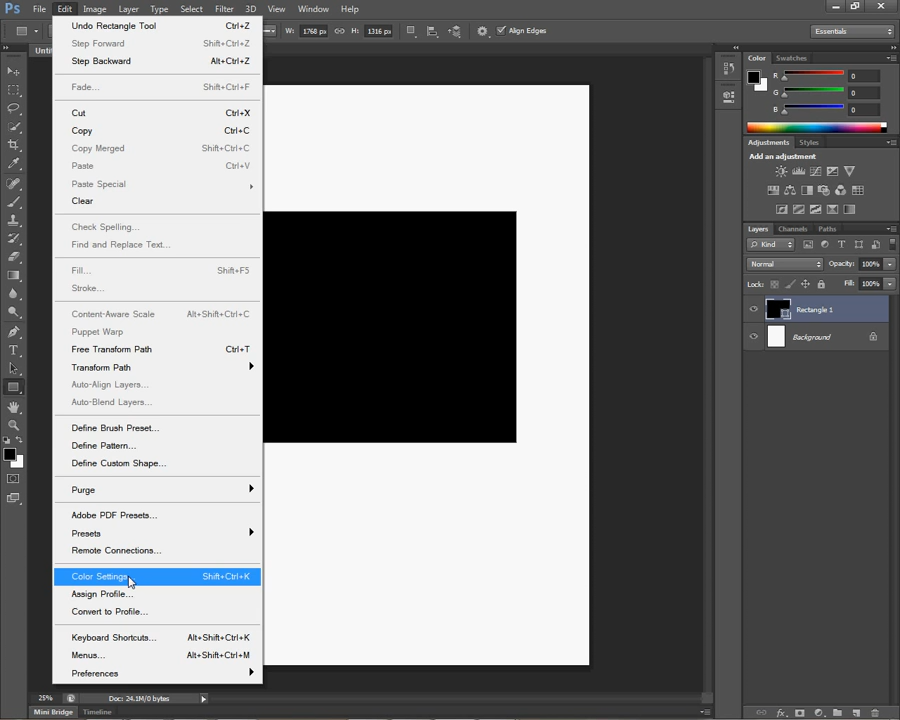 Ps File Edit Image Layer Type Select Filter 3D View Window Help
W: 1768 px H: 1316 px Align Edges Essentials
Undo Rectangle Tool Ctrl+Z
Step Forward Shift+Ctrl+Z
Step Backward Alt+Ctrl+Z
Fade... Shift+Ctrl+F
Cut Ctrl+X
Copy Ctrl+C
Copy Merged Shift+Ctrl+C
Paste Ctrl+V
Paste Special
Clear
Check Spelling...
Find and Replace Text...
Fill... Shift+F5
Stroke...
Content-Aware Scale Alt+Shift+Ctrl+C
Puppet Warp
Free Transform Path Ctrl+T
Transform Path
Auto-Align Layers...
Auto-Blend Layers...
Define Brush Preset...
Define Pattern...
Define Custom Shape...
Purge
Adobe PDF Presets...
Presets
Remote Connections...
Color Settings Shift+Ctrl+K
Assign Profile...
Convert to Profile...
Keyboard Shortcuts... Alt+Shift+Ctrl+K
Menus... Alt+Shift+Ctrl+M
Preferences
Color Swatches
R 0
G 0
B 0
Adjustments Styles
Add an adjustment
Layers Channels Paths
Kind
Normal Opacity: 100%
Lock: Fill: 100%
Rectangle 1
Background
25% Doc: 24.1M/0 bytes
Mini Bridge Timeline